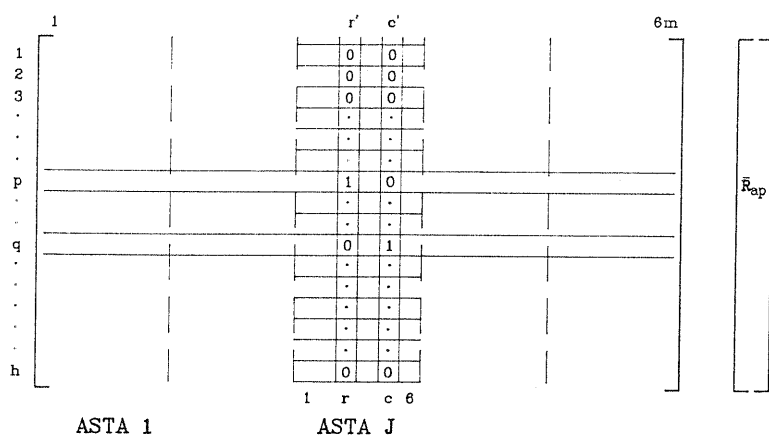 1 r' c' 6m
1 0 0
2 0 0
3 0 0
. . .
. . .
. . .
p 1 0 R̄ap
. . .
. . .
q 0 1
. . .
. . .
. . .
. . .
. . .
h 0 0
1 r c 6
ASTA 1 ASTA J